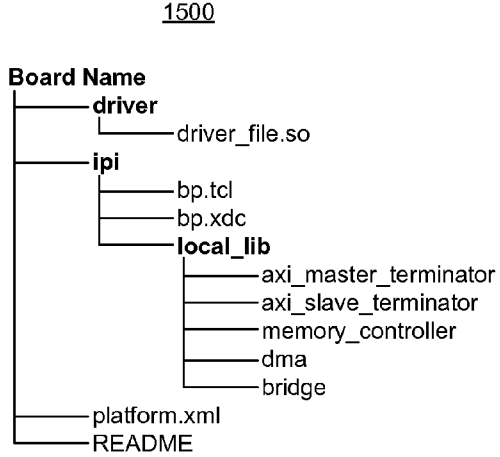 1500
Board Name
driver
driver_file.so
ipi
bp.tcl
bp.xdc
local_lib
axi_master_terminator
axi_slave_terminator
memory_controller
dma
bridge
platform.xml
README